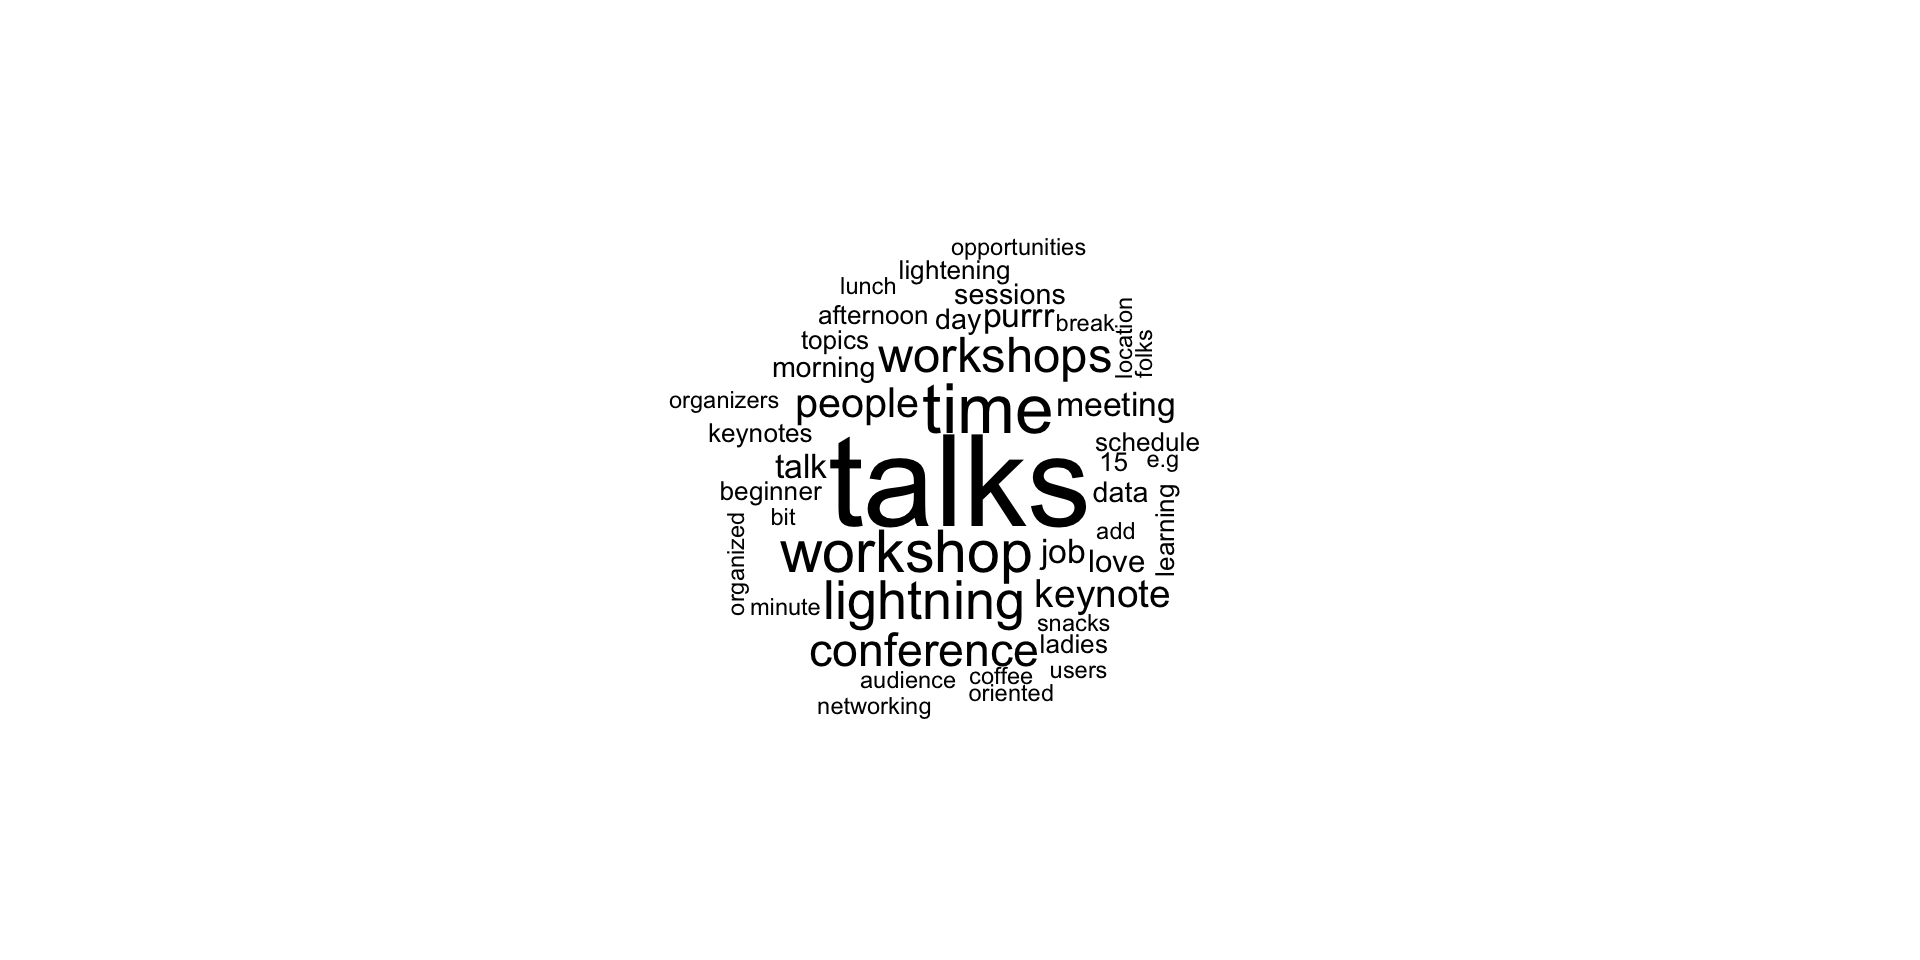 opportunities
lightening
lunch
sessions
afternoon day purrr break
location
folks
topics
workshops
morning
organizers people time meeting
keynotes
schedule
talk talks 15 e.g
beginner data
learning
bit
add
organized
workshop job love
minute lightning keynote
snacks
conference ladies
users
audience coffee
oriented
networking